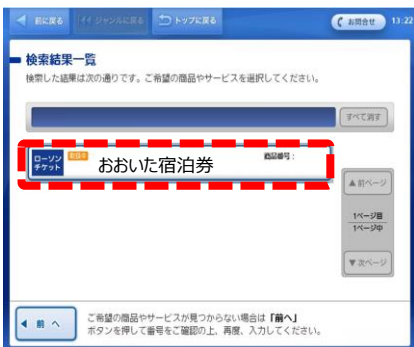 前に戻る
ジャンルに戻る
トップに戻る
お問合せ
13:22
検索結果一覧
検索した結果は次の通りです。ご希望の商品やサービスを選択してください。
すべて消す
ローソン
チケット
おおいた宿泊券
商品番号:
▲前ページ
1ページ目
1ページ中
▼次ページ
前へ
ご希望の商品やサービスが見つからない場合は「前へ」
ボタンを押して番号をご確認の上、再度、入力してください。